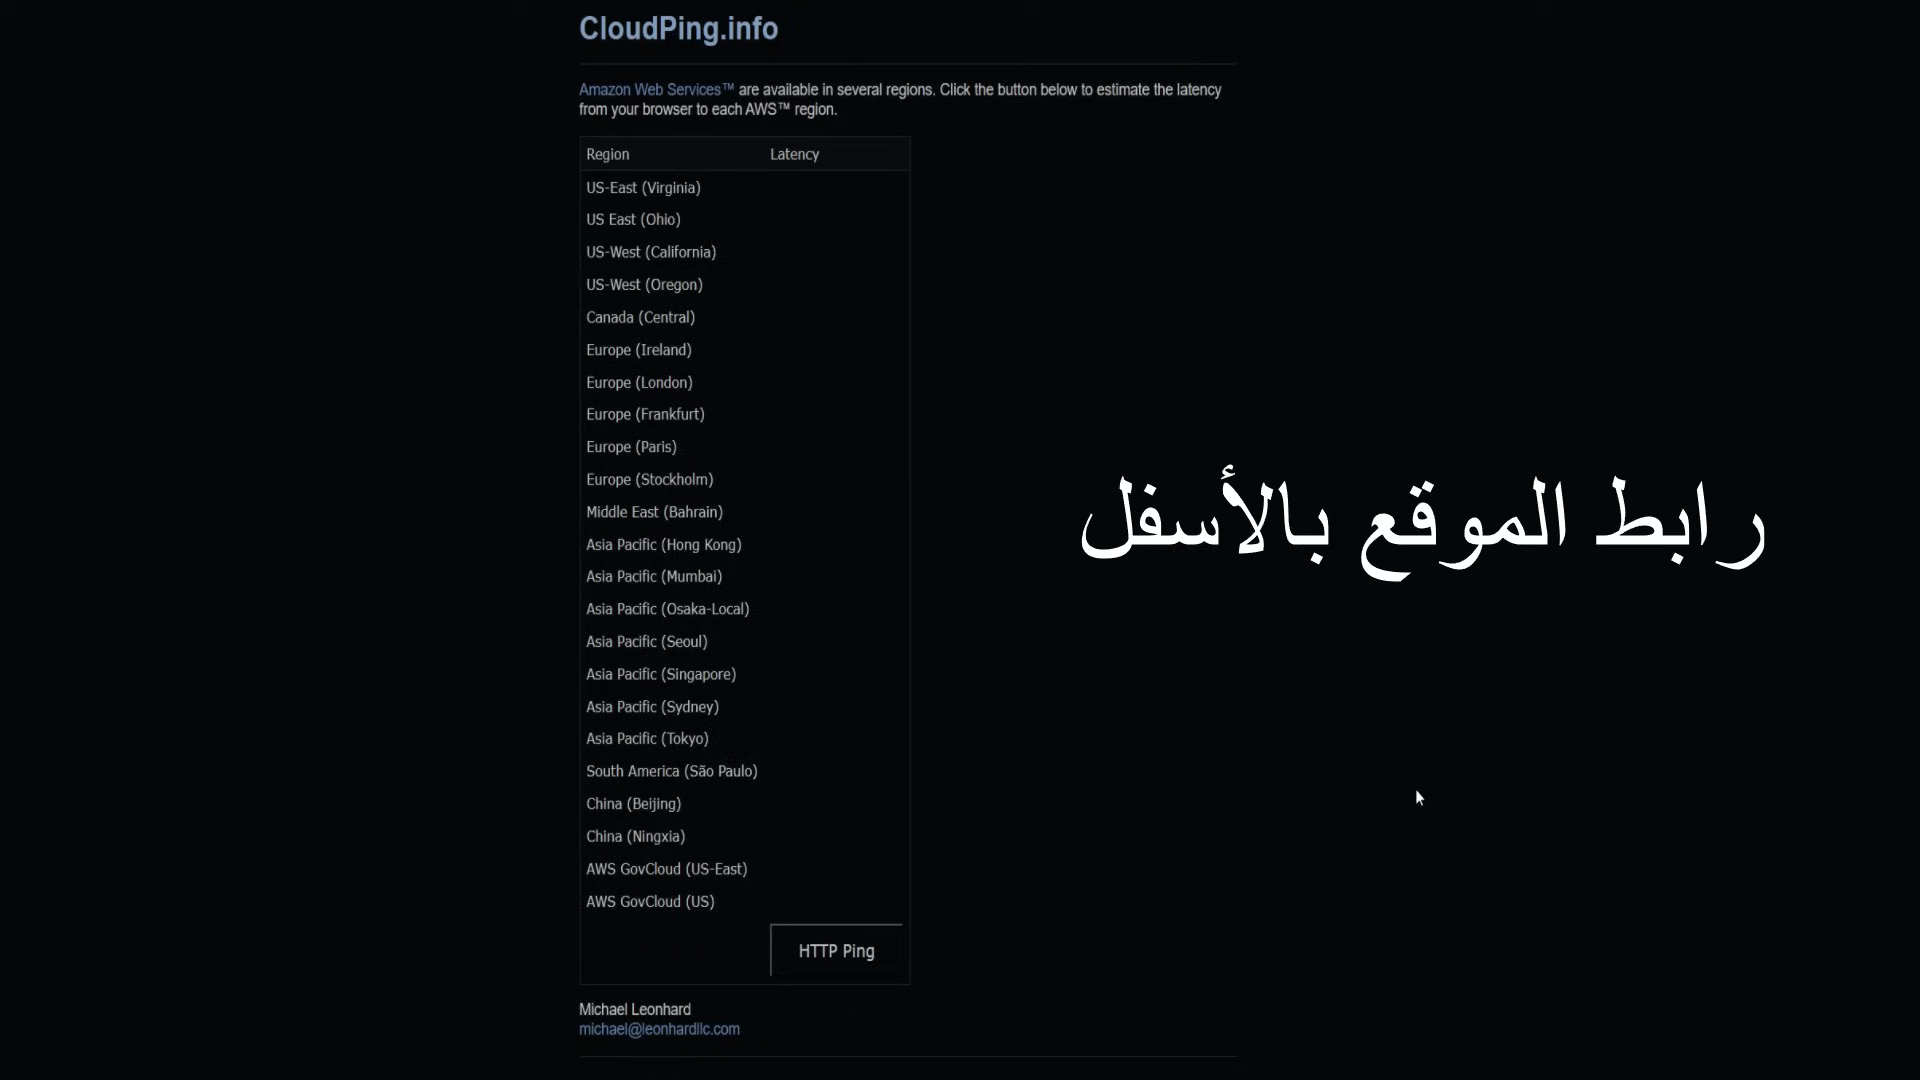 CloudPing.info
Amazon Web Services™ are available in several regions. Click the button below to estimate the latency
from your browser to each AWS™ region.
Region Latency
US-East (Virginia)
US East (Ohio)
US-West (California)
US-West (Oregon)
Canada (Central)
Europe (Ireland)
Europe (London)
Europe (Frankfurt)
Europe (Paris)
Europe (Stockholm)
Middle East (Bahrain)
Asia Pacific (Hong Kong)
Asia Pacific (Mumbai)
Asia Pacific (Osaka-Local)
Asia Pacific (Seoul)
Asia Pacific (Singapore)
Asia Pacific (Sydney)
Asia Pacific (Tokyo)
South America (São Paulo)
China (Beijing)
China (Ningxia)
AWS GovCloud (US-East)
AWS GovCloud (US)
HTTP Ping
Michael Leonhard
michael@leonhardllc.com
رابط الموقع بالأسفل